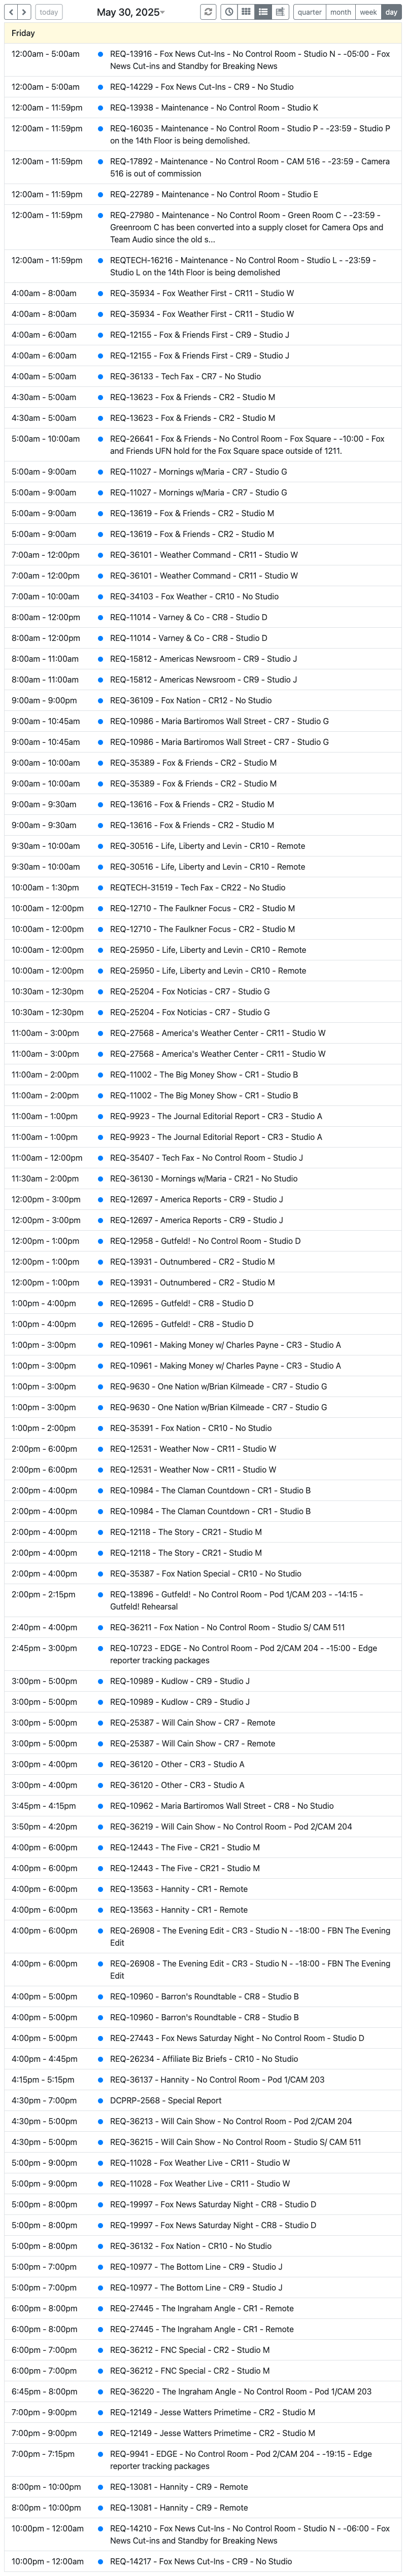 today
May 30, 2025
quarter month week day
Friday
12:00am - 5:00am REQ-13916 - Fox News Cut-Ins - No Control Room - Studio N - -05:00 - Fox
News Cut-ins and Standby for Breaking News
12:00am - 5:00am REQ-14229 - Fox News Cut-Ins - CR9 - No Studio
12:00am - 11:59pm REQ-13938 - Maintenance - No Control Room - Studio K
12:00am - 11:59pm REQ-16035 - Maintenance - No Control Room - Studio P - -23:59 - Studio P
on the 14th Floor is being demolished.
12:00am - 11:59pm REQ-17892 - Maintenance - No Control Room - CAM 516 - -23:59 - Camera
516 is out of commission
12:00am - 11:59pm REQ-22789 - Maintenance - No Control Room - Studio E
12:00am - 11:59pm REQ-27980 - Maintenance - No Control Room - Green Room C - -23:59 -
Greenroom C has been converted into a supply closet for Camera Ops and
Team Audio since the old s...
12:00am - 11:59pm REQTECH-16216 - Maintenance - No Control Room - Studio L - -23:59 -
Studio L on the 14th Floor is being demolished
4:00am - 8:00am REQ-35934 - Fox Weather First - CR11 - Studio W
4:00am - 8:00am REQ-35934 - Fox Weather First - CR11 - Studio W
4:00am - 6:00am REQ-12155 - Fox & Friends First - CR9 - Studio J
4:00am - 6:00am REQ-12155 - Fox & Friends First - CR9 - Studio J
4:00am - 5:00am REQ-36133 - Tech Fax - CR7 - No Studio
4:30am - 5:00am REQ-13623 - Fox & Friends - CR2 - Studio M
4:30am - 5:00am REQ-13623 - Fox & Friends - CR2 - Studio M
5:00am - 10:00am REQ-26641 - Fox & Friends - No Control Room - Fox Square - -10:00 - Fox
and Friends UFN hold for the Fox Square space outside of 1211.
5:00am - 9:00am REQ-11027 - Mornings w/Maria - CR7 - Studio G
5:00am - 9:00am REQ-11027 - Mornings w/Maria - CR7 - Studio G
5:00am - 9:00am REQ-13619 - Fox & Friends - CR2 - Studio M
5:00am - 9:00am REQ-13619 - Fox & Friends - CR2 - Studio M
7:00am - 12:00pm REQ-36101 - Weather Command - CR11 - Studio W
7:00am - 12:00pm REQ-36101 - Weather Command - CR11 - Studio W
7:00am - 10:00am REQ-34103 - Fox Weather - CR10 - No Studio
8:00am - 12:00pm REQ-11014 - Varney & Co - CR8 - Studio D
8:00am - 12:00pm REQ-11014 - Varney & Co - CR8 - Studio D
8:00am - 11:00am REQ-15812 - Americas Newsroom - CR9 - Studio J
8:00am - 11:00am REQ-15812 - Americas Newsroom - CR9 - Studio J
9:00am - 9:00pm REQ-36109 - Fox Nation - CR12 - No Studio
9:00am - 10:45am REQ-10986 - Maria Bartiromos Wall Street - CR7 - Studio G
9:00am - 10:45am REQ-10986 - Maria Bartiromos Wall Street - CR7 - Studio G
9:00am - 10:00am REQ-35389 - Fox & Friends - CR2 - Studio M
9:00am - 10:00am REQ-35389 - Fox & Friends - CR2 - Studio M
9:00am - 9:30am REQ-13616 - Fox & Friends - CR2 - Studio M
9:00am - 9:30am REQ-13616 - Fox & Friends - CR2 - Studio M
9:30am - 10:00am REQ-30516 - Life, Liberty and Levin - CR10 - Remote
9:30am - 10:00am REQ-30516 - Life, Liberty and Levin - CR10 - Remote
10:00am - 1:30pm REQTECH-31519 - Tech Fax - CR22 - No Studio
10:00am - 12:00pm REQ-12710 - The Faulkner Focus - CR2 - Studio M
10:00am - 12:00pm REQ-12710 - The Faulkner Focus - CR2 - Studio M
10:00am - 12:00pm REQ-25950 - Life, Liberty and Levin - CR10 - Remote
10:00am - 12:00pm REQ-25950 - Life, Liberty and Levin - CR10 - Remote
10:30am - 12:30pm REQ-25204 - Fox Noticias - CR7 - Studio G
10:30am - 12:30pm REQ-25204 - Fox Noticias - CR7 - Studio G
11:00am - 3:00pm REQ-27568 - America's Weather Center - CR11 - Studio W
11:00am - 3:00pm REQ-27568 - America's Weather Center - CR11 - Studio W
11:00am - 2:00pm REQ-11002 - The Big Money Show - CR1 - Studio B
11:00am - 2:00pm REQ-11002 - The Big Money Show - CR1 - Studio B
11:00am - 1:00pm REQ-9923 - The Journal Editorial Report - CR3 - Studio A
11:00am - 1:00pm REQ-9923 - The Journal Editorial Report - CR3 - Studio A
11:00am - 12:00pm REQ-35407 - Tech Fax - No Control Room - Studio J
11:30am - 2:00pm REQ-36130 - Mornings w/Maria - CR21 - No Studio
12:00pm - 3:00pm REQ-12697 - America Reports - CR9 - Studio J
12:00pm - 3:00pm REQ-12697 - America Reports - CR9 - Studio J
12:00pm - 1:00pm REQ-12958 - Gutfeld! - No Control Room - Studio D
12:00pm - 1:00pm REQ-13931 - Outnumbered - CR2 - Studio M
12:00pm - 1:00pm REQ-13931 - Outnumbered - CR2 - Studio M
1:00pm - 4:00pm REQ-12695 - Gutfeld! - CR8 - Studio D
1:00pm - 4:00pm REQ-12695 - Gutfeld! - CR8 - Studio D
1:00pm - 3:00pm REQ-10961 - Making Money w/ Charles Payne - CR3 - Studio A
1:00pm - 3:00pm REQ-10961 - Making Money w/ Charles Payne - CR3 - Studio A
1:00pm - 3:00pm REQ-9630 - One Nation w/Brian Kilmeade - CR7 - Studio G
1:00pm - 3:00pm REQ-9630 - One Nation w/Brian Kilmeade - CR7 - Studio G
1:00pm - 2:00pm REQ-35391 - Fox Nation - CR10 - No Studio
2:00pm - 6:00pm REQ-12531 - Weather Now - CR11 - Studio W
2:00pm - 6:00pm REQ-12531 - Weather Now - CR11 - Studio W
2:00pm - 4:00pm REQ-10984 - The Claman Countdown - CR1 - Studio B
2:00pm - 4:00pm REQ-10984 - The Claman Countdown - CR1 - Studio B
2:00pm - 4:00pm REQ-12118 - The Story - CR21 - Studio M
2:00pm - 4:00pm REQ-12118 - The Story - CR21 - Studio M
2:00pm - 4:00pm REQ-35387 - Fox Nation Special - CR10 - No Studio
2:00pm - 2:15pm REQ-13896 - Gutfeld! - No Control Room - Pod 1/CAM 203 - -14:15 -
Gutfeld! Rehearsal
2:40pm - 4:00pm REQ-36211 - Fox Nation - No Control Room - Studio S/ CAM 511
2:45pm - 3:00pm REQ-10723 - EDGE - No Control Room - Pod 2/CAM 204 - -15:00 - Edge
reporter tracking packages
3:00pm - 5:00pm REQ-10989 - Kudlow - CR9 - Studio J
3:00pm - 5:00pm REQ-10989 - Kudlow - CR9 - Studio J
3:00pm - 5:00pm REQ-25387 - Will Cain Show - CR7 - Remote
3:00pm - 5:00pm REQ-25387 - Will Cain Show - CR7 - Remote
3:00pm - 4:00pm REQ-36120 - Other - CR3 - Studio A
3:00pm - 4:00pm REQ-36120 - Other - CR3 - Studio A
3:45pm - 4:15pm REQ-10962 - Maria Bartiromos Wall Street - CR8 - No Studio
3:50pm - 4:20pm REQ-36219 - Will Cain Show - No Control Room - Pod 2/CAM 204
4:00pm - 6:00pm REQ-12443 - The Five - CR21 - Studio M
4:00pm - 6:00pm REQ-12443 - The Five - CR21 - Studio M
4:00pm - 6:00pm REQ-13563 - Hannity - CR1 - Remote
4:00pm - 6:00pm REQ-13563 - Hannity - CR1 - Remote
4:00pm - 6:00pm REQ-26908 - The Evening Edit - CR3 - Studio N - -18:00 - FBN The Evening
Edit
4:00pm - 6:00pm REQ-26908 - The Evening Edit - CR3 - Studio N - -18:00 - FBN The Evening
Edit
4:00pm - 5:00pm REQ-10960 - Barron's Roundtable - CR8 - Studio B
4:00pm - 5:00pm REQ-10960 - Barron's Roundtable - CR8 - Studio B
4:00pm - 5:00pm REQ-27443 - Fox News Saturday Night - No Control Room - Studio D
4:00pm - 4:45pm REQ-26234 - Affiliate Biz Briefs - CR10 - No Studio
4:15pm - 5:15pm REQ-36137 - Hannity - No Control Room - Pod 1/CAM 203
4:30pm - 7:00pm DCPRP-2568 - Special Report
4:30pm - 5:00pm REQ-36213 - Will Cain Show - No Control Room - Pod 2/CAM 204
4:30pm - 5:00pm REQ-36215 - Will Cain Show - No Control Room - Studio S/ CAM 511
5:00pm - 9:00pm REQ-11028 - Fox Weather Live - CR11 - Studio W
5:00pm - 9:00pm REQ-11028 - Fox Weather Live - CR11 - Studio W
5:00pm - 8:00pm REQ-19997 - Fox News Saturday Night - CR8 - Studio D
5:00pm - 8:00pm REQ-19997 - Fox News Saturday Night - CR8 - Studio D
5:00pm - 8:00pm REQ-36132 - Fox Nation - CR10 - No Studio
5:00pm - 7:00pm REQ-10977 - The Bottom Line - CR9 - Studio J
5:00pm - 7:00pm REQ-10977 - The Bottom Line - CR9 - Studio J
6:00pm - 8:00pm REQ-27445 - The Ingraham Angle - CR1 - Remote
6:00pm - 8:00pm REQ-27445 - The Ingraham Angle - CR1 - Remote
6:00pm - 7:00pm REQ-36212 - FNC Special - CR2 - Studio M
6:00pm - 7:00pm REQ-36212 - FNC Special - CR2 - Studio M
6:45pm - 8:00pm REQ-36220 - The Ingraham Angle - No Control Room - Pod 1/CAM 203
7:00pm - 9:00pm REQ-12149 - Jesse Watters Primetime - CR2 - Studio M
7:00pm - 9:00pm REQ-12149 - Jesse Watters Primetime - CR2 - Studio M
7:00pm - 7:15pm REQ-9941 - EDGE - No Control Room - Pod 2/CAM 204 - -19:15 - Edge
reporter tracking packages
8:00pm - 10:00pm REQ-13081 - Hannity - CR9 - Remote
8:00pm - 10:00pm REQ-13081 - Hannity - CR9 - Remote
10:00pm - 12:00am REQ-14210 - Fox News Cut-Ins - No Control Room - Studio N - -06:00 - Fox
News Cut-ins and Standby for Breaking News
10:00pm - 12:00am REQ-14217 - Fox News Cut-Ins - CR9 - No Studio